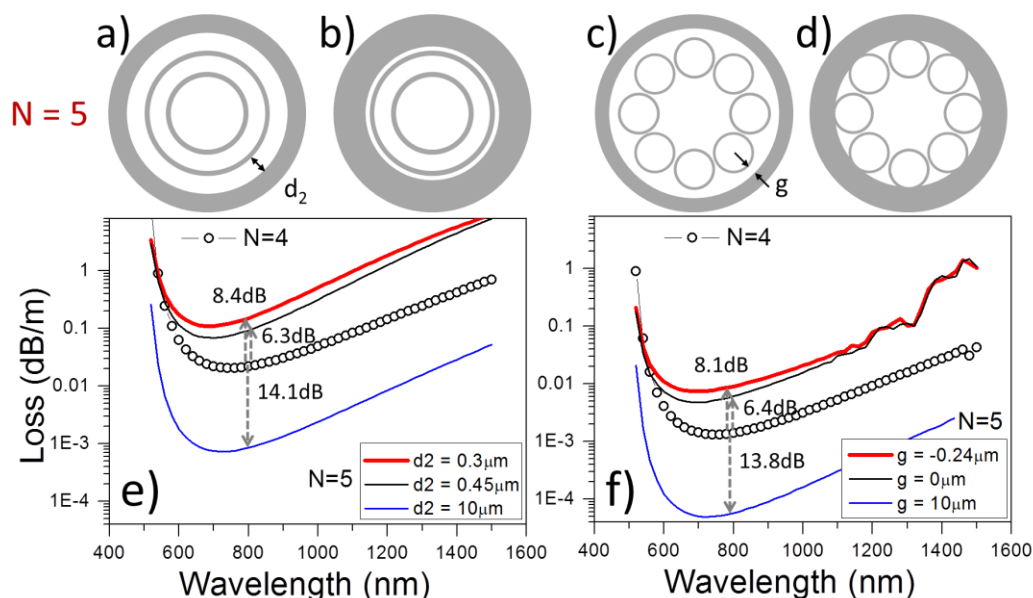 a) b) c) d)
N = 5
d₂
g
N=4
8.4dB
6.3dB
14.1dB
N=5
d2 = 0.3μm
d2 = 0.45μm
d2 = 10μm
e)
Loss (dB/m)
1
0.1
0.01
1E-3
1E-4
400 600 800 1000 1200 1400 1600
Wavelength (nm)
N=4
8.1dB
6.4dB
13.8dB
N=5
g = -0.24μm
g = 0μm
g = 10μm
f)
1
0.1
0.01
1E-3
1E-4
400 600 800 1000 1200 1400 1600
Wavelength (nm)